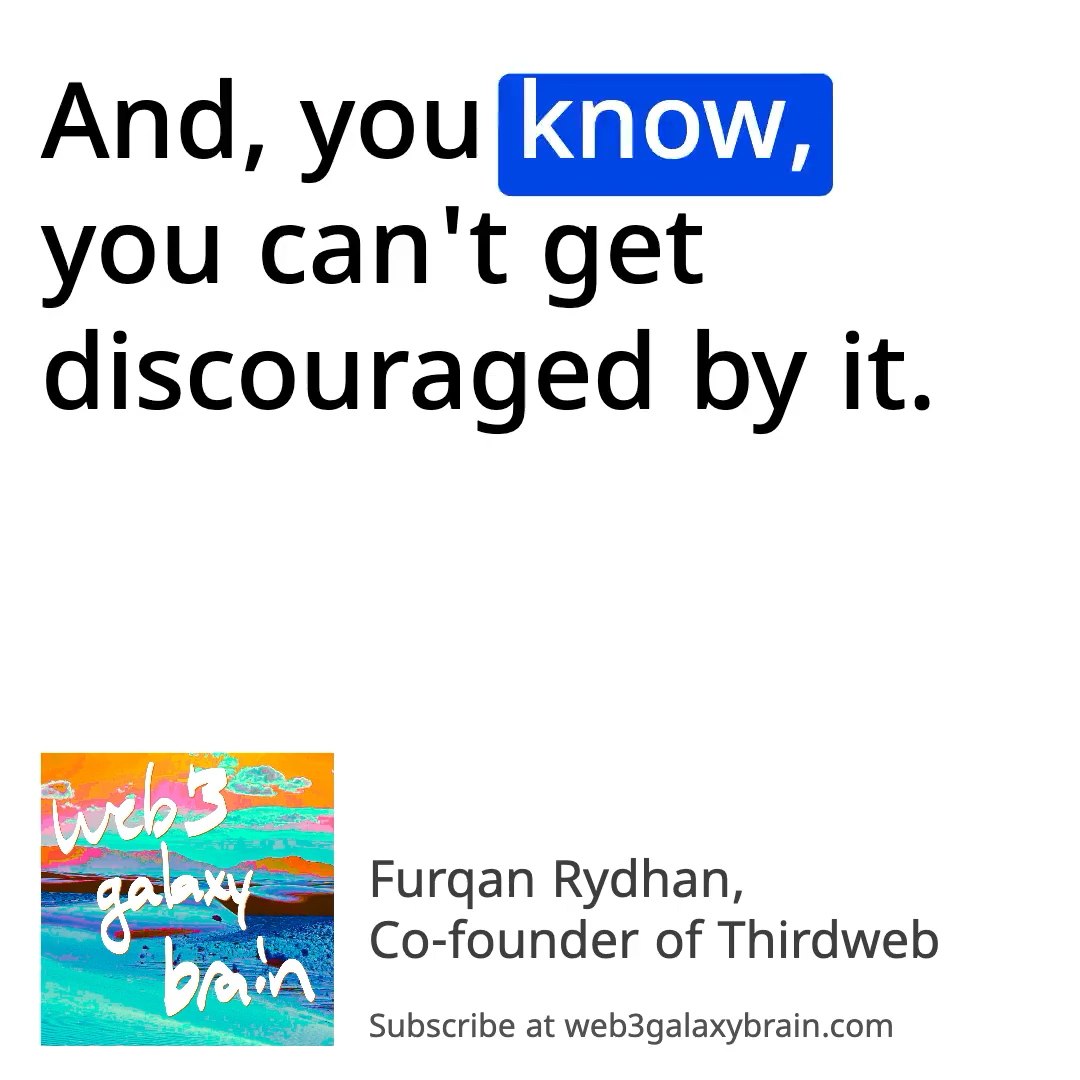 And, you know,
you can't get
discouraged by it.
web3
galaxy
brain
Furqan Rydhan,
Co-founder of Thirdweb
Subscribe at web3galaxybrain.com